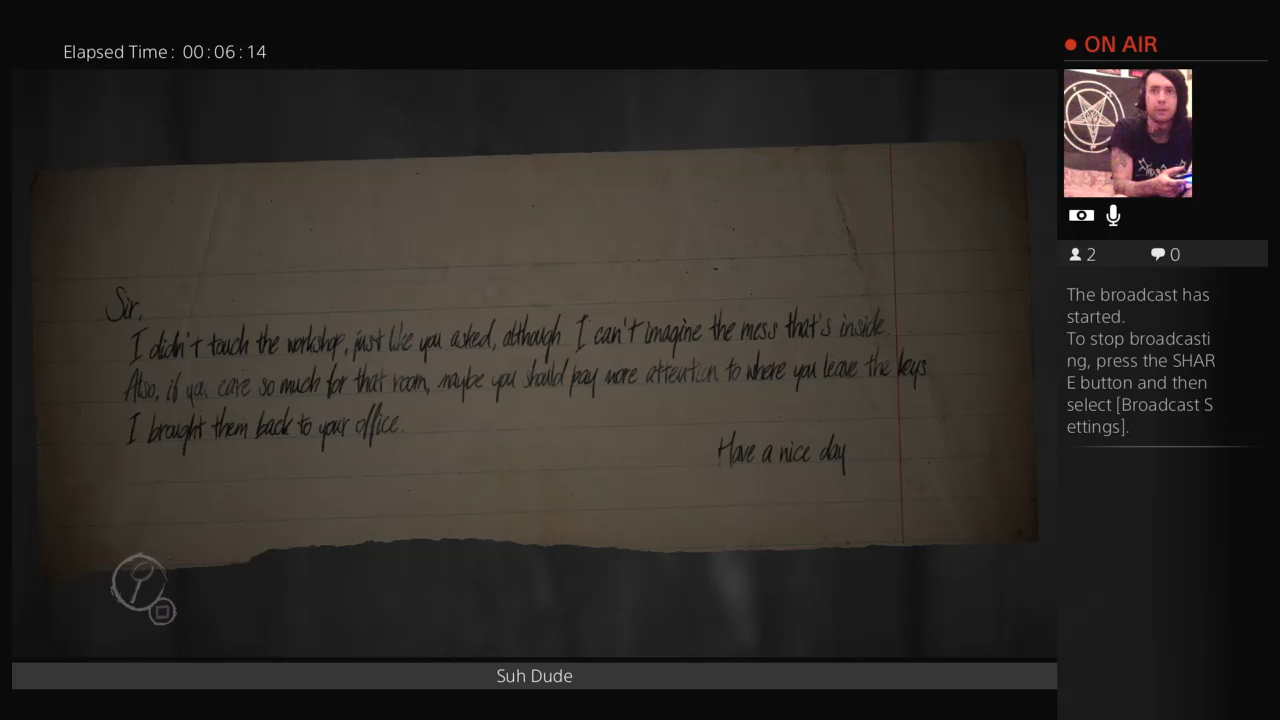 Elapsed Time: 00:06:14
ON AIR
Sir,
I didn't touch the workshop, just like you asked, although I can't imagine the mess that's inside.
Also, if you care so much for that room, maybe you should pay more attention to where you leave the keys.
I brought them back to your office.
Have a nice day
2
0
The broadcast has
started.
To stop broadcasti
ng, press the SHAR
E button and then
select [Broadcast S
ettings].
Suh Dude